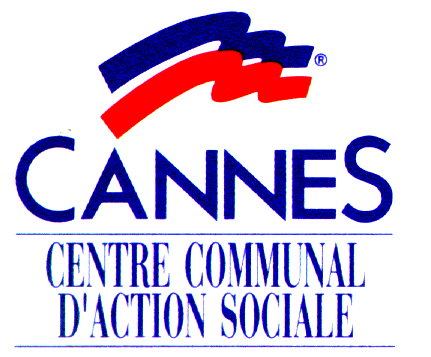 ®
CANNES
CENTRE COMMUNAL
D'ACTION SOCIALE